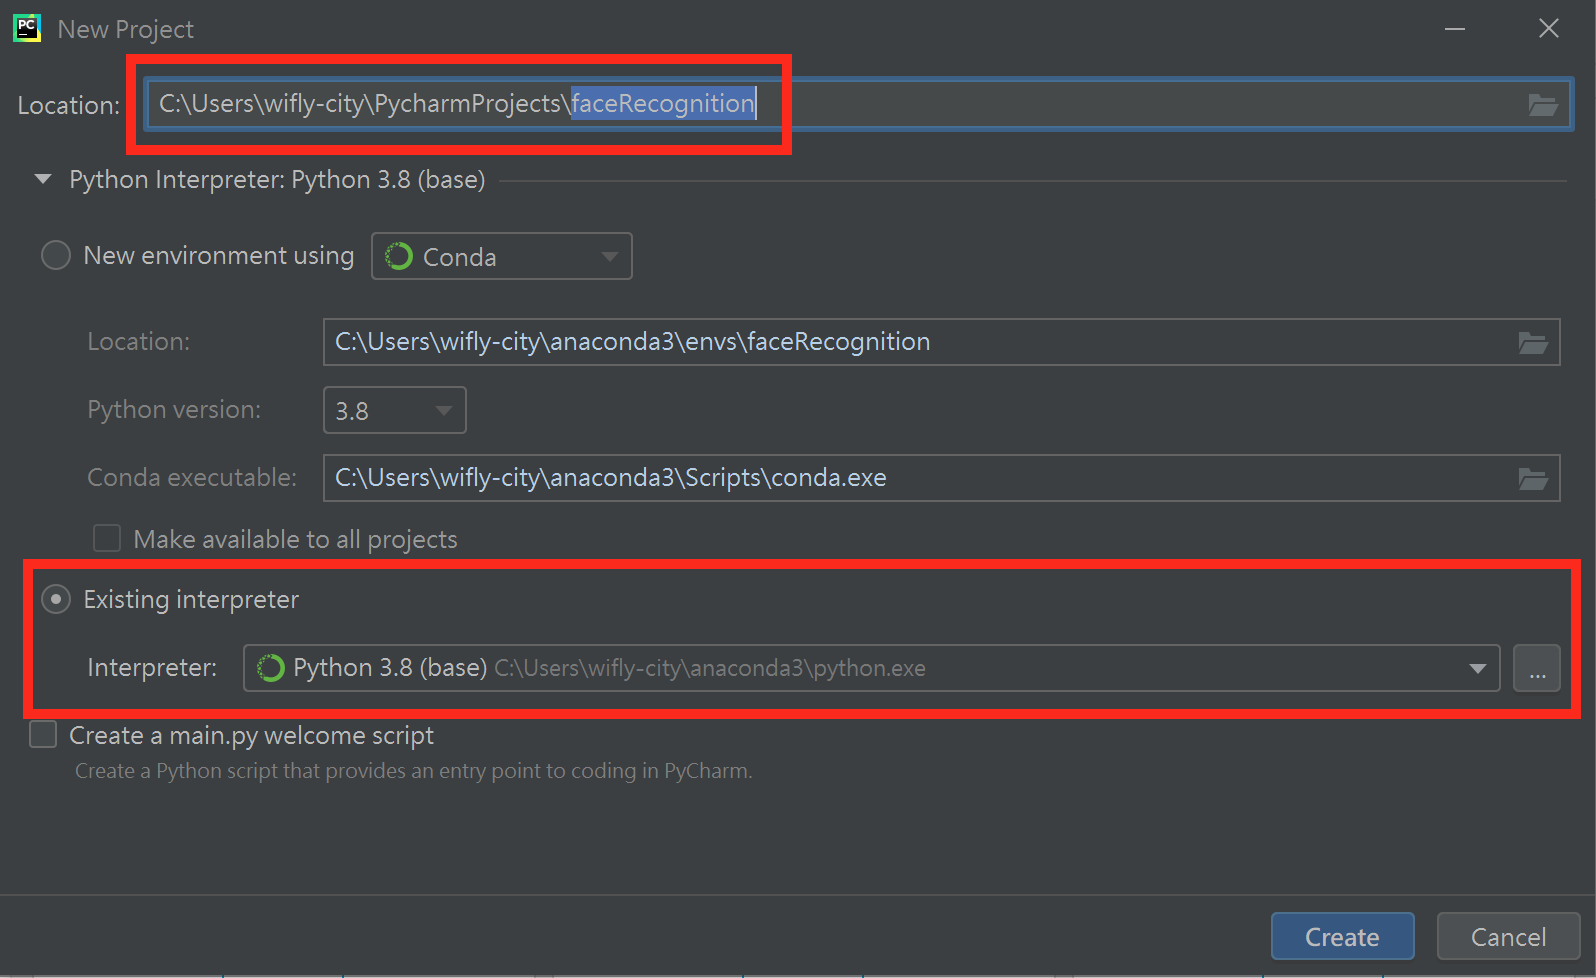 PC
New Project
Location: C:\Users\wifly-city\PycharmProjects\faceRecognition
Python Interpreter: Python 3.8 (base)
New environment using Conda
Location: C:\Users\wifly-city\anaconda3\envs\faceRecognition
Python version: 3.8
Conda executable: C:\Users\wifly-city\anaconda3\Scripts\conda.exe
Make available to all projects
Existing interpreter
Interpreter: Python 3.8 (base) C:\Users\wifly-city\anaconda3\python.exe ...
Create a main.py welcome script
Create a Python script that provides an entry point to coding in PyCharm.
Create Cancel